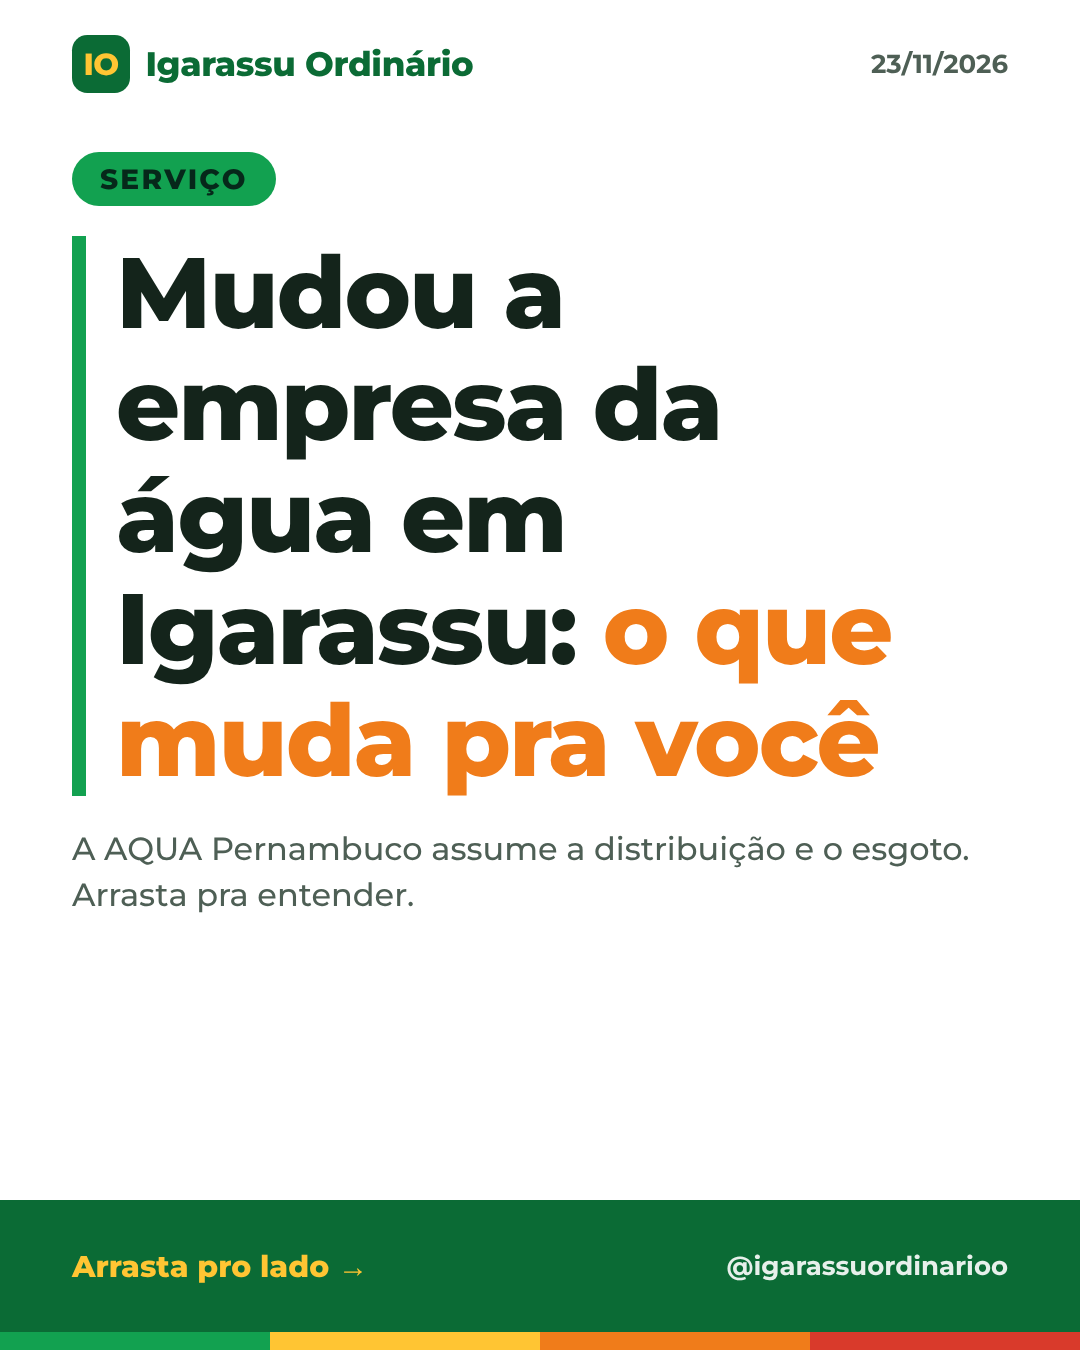 IO Igarassu Ordinário
23/11/2026
SERVIÇO
Mudou a
empresa da
água em
Igarassu: o que
muda pra você
A AQUA Pernambuco assume a distribuição e o esgoto.
Arrasta pra entender.
Arrasta pro lado →
@igarassuordinarioo